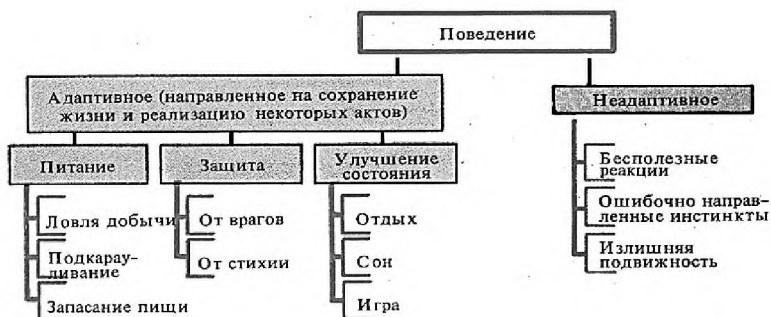 Поведение
Адаптивное (направленное на сохранение
жизни и реализацию некоторых актов)
Неадаптивное
Питание
Защита
Улучшение
состояния
Ловля добычи
Подкарау-
ливание
Запасание пищи
От врагов
От стихии
Отдых
Сон
Игра
Бесполезные
реакции
Ошибочно направ-
ленные инстинкты
Излишняя
подвижность